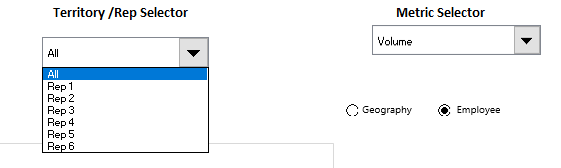 Territory /Rep Selector
Metric Selector
All
Volume
All
Rep 1
Rep 2
Rep 3
Rep 4
Rep 5
Rep 6
Geography
Employee